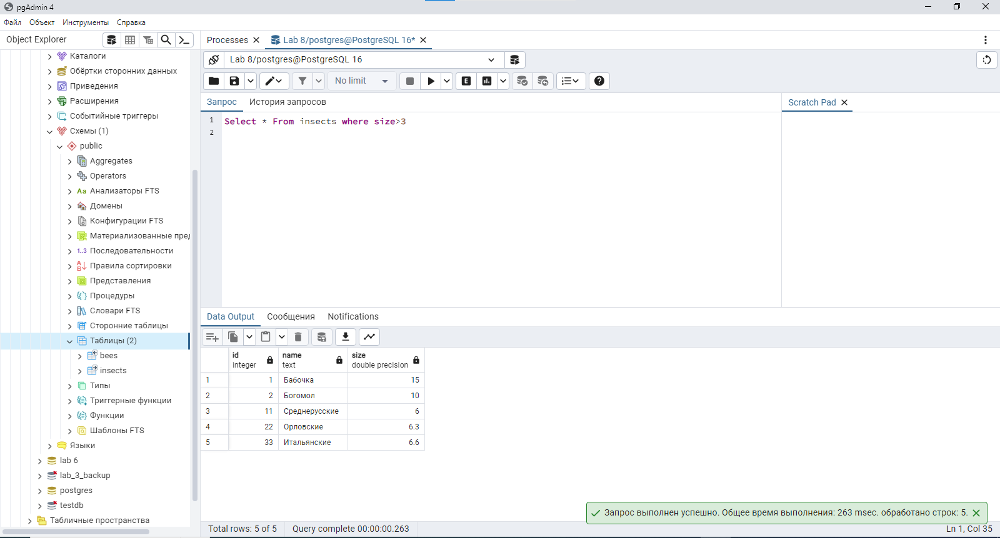 pgAdmin 4
Файл Объект Инструменты Справка
Object Explorer
Каталоги
Обёртки сторонних данных
Приведения
Расширения
Событийные триггеры
Схемы (1)
public
Aggregates
Operators
Aa Анализаторы FTS
Домены
Конфигурации FTS
Материализованные пред
1..3 Последовательности
Правила сортировки
Представления
Процедуры
Словари FTS
Сторонние таблицы
Таблицы (2)
bees
insects
Типы
Триггерные функции
Функции
Шаблоны FTS
Языки
lab 6
lab_3_backup
postgres
testdb
Табличные пространства
Processes
Lab 8/postgres@PostgreSQL 16*
Lab 8/postgres@PostgreSQL 16
No limit
E
Запрос История запросов
Scratch Pad
1 Select * From insects where size>3
2
Data Output Сообщения Notifications
id name size
integer text double precision
1 1 Бабочка 15
2 2 Богомол 10
3 11 Среднерусские 6
4 22 Орловские 6.3
5 33 Итальянские 6.6
Запрос выполнен успешно. Общее время выполнения: 263 msec. обработано строк: 5.
Total rows: 5 of 5 Query complete 00:00:00.263 Ln 1, Col 35